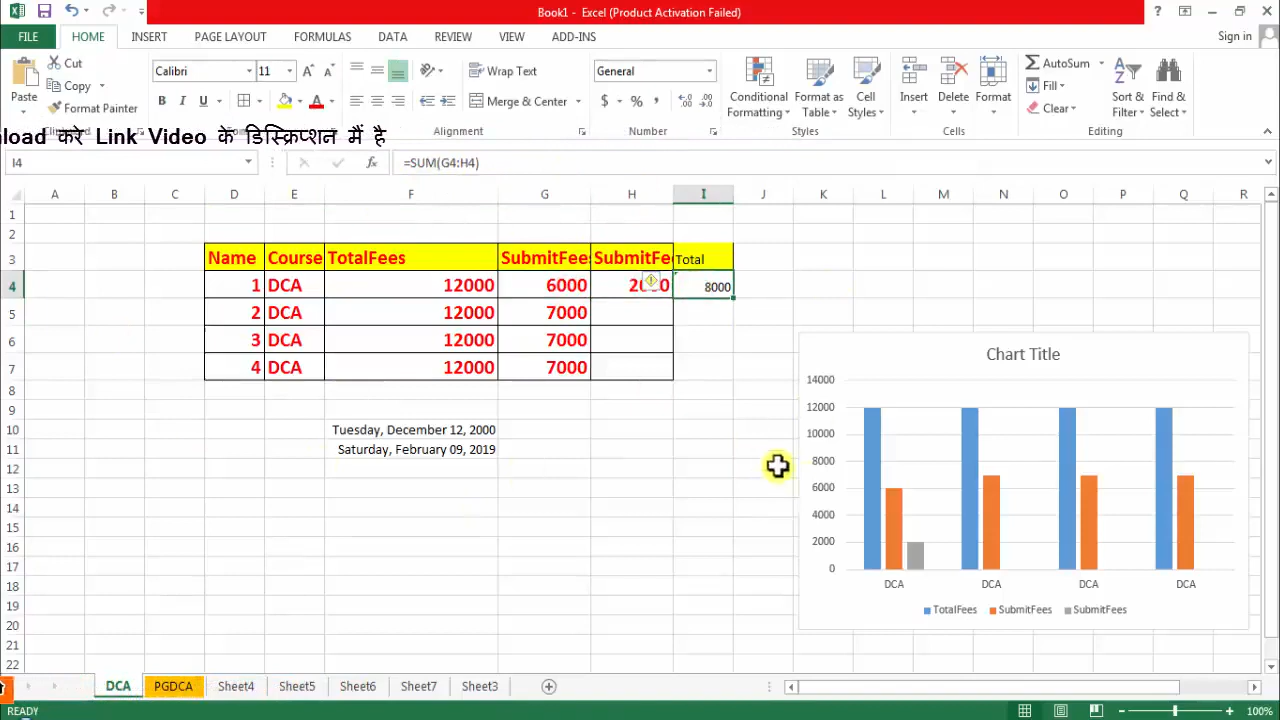 Book1 - Excel (Product Activation Failed)
FILE HOME INSERT PAGE LAYOUT FORMULAS DATA REVIEW VIEW ADD-INS Sign in
Cut
Copy
Format Painter
Paste
Calibri 11
B I U
Wrap Text
Merge & Center
General
$ % ,
Conditional Formatting
Format as Table
Cell Styles
Insert
Delete
Format
AutoSum
Fill
Clear
Sort & Filter
Find & Select
Alignment Number Styles Cells Editing
nload करे Link Video के डिस्क्रिप्शन मैं है
I4 fx =SUM(G4:H4)
A B C D E F G H I J K L M N O P Q R
1
2
3 Name Course TotalFees SubmitFees SubmitFe Total
4 1 DCA 12000 6000 8000
5 2 DCA 12000 7000
6 3 DCA 12000 7000
7 4 DCA 12000 7000
8
9
10 Tuesday, December 12, 2000
11 Saturday, February 09, 2019
12
13
14
15
16
17
18
19
20
21
22
Chart Title
14000
12000
10000
8000
6000
4000
2000
0
DCA DCA DCA DCA
TotalFees SubmitFees SubmitFees
DCA PGDCA Sheet4 Sheet5 Sheet6 Sheet7 Sheet3
READY 100%